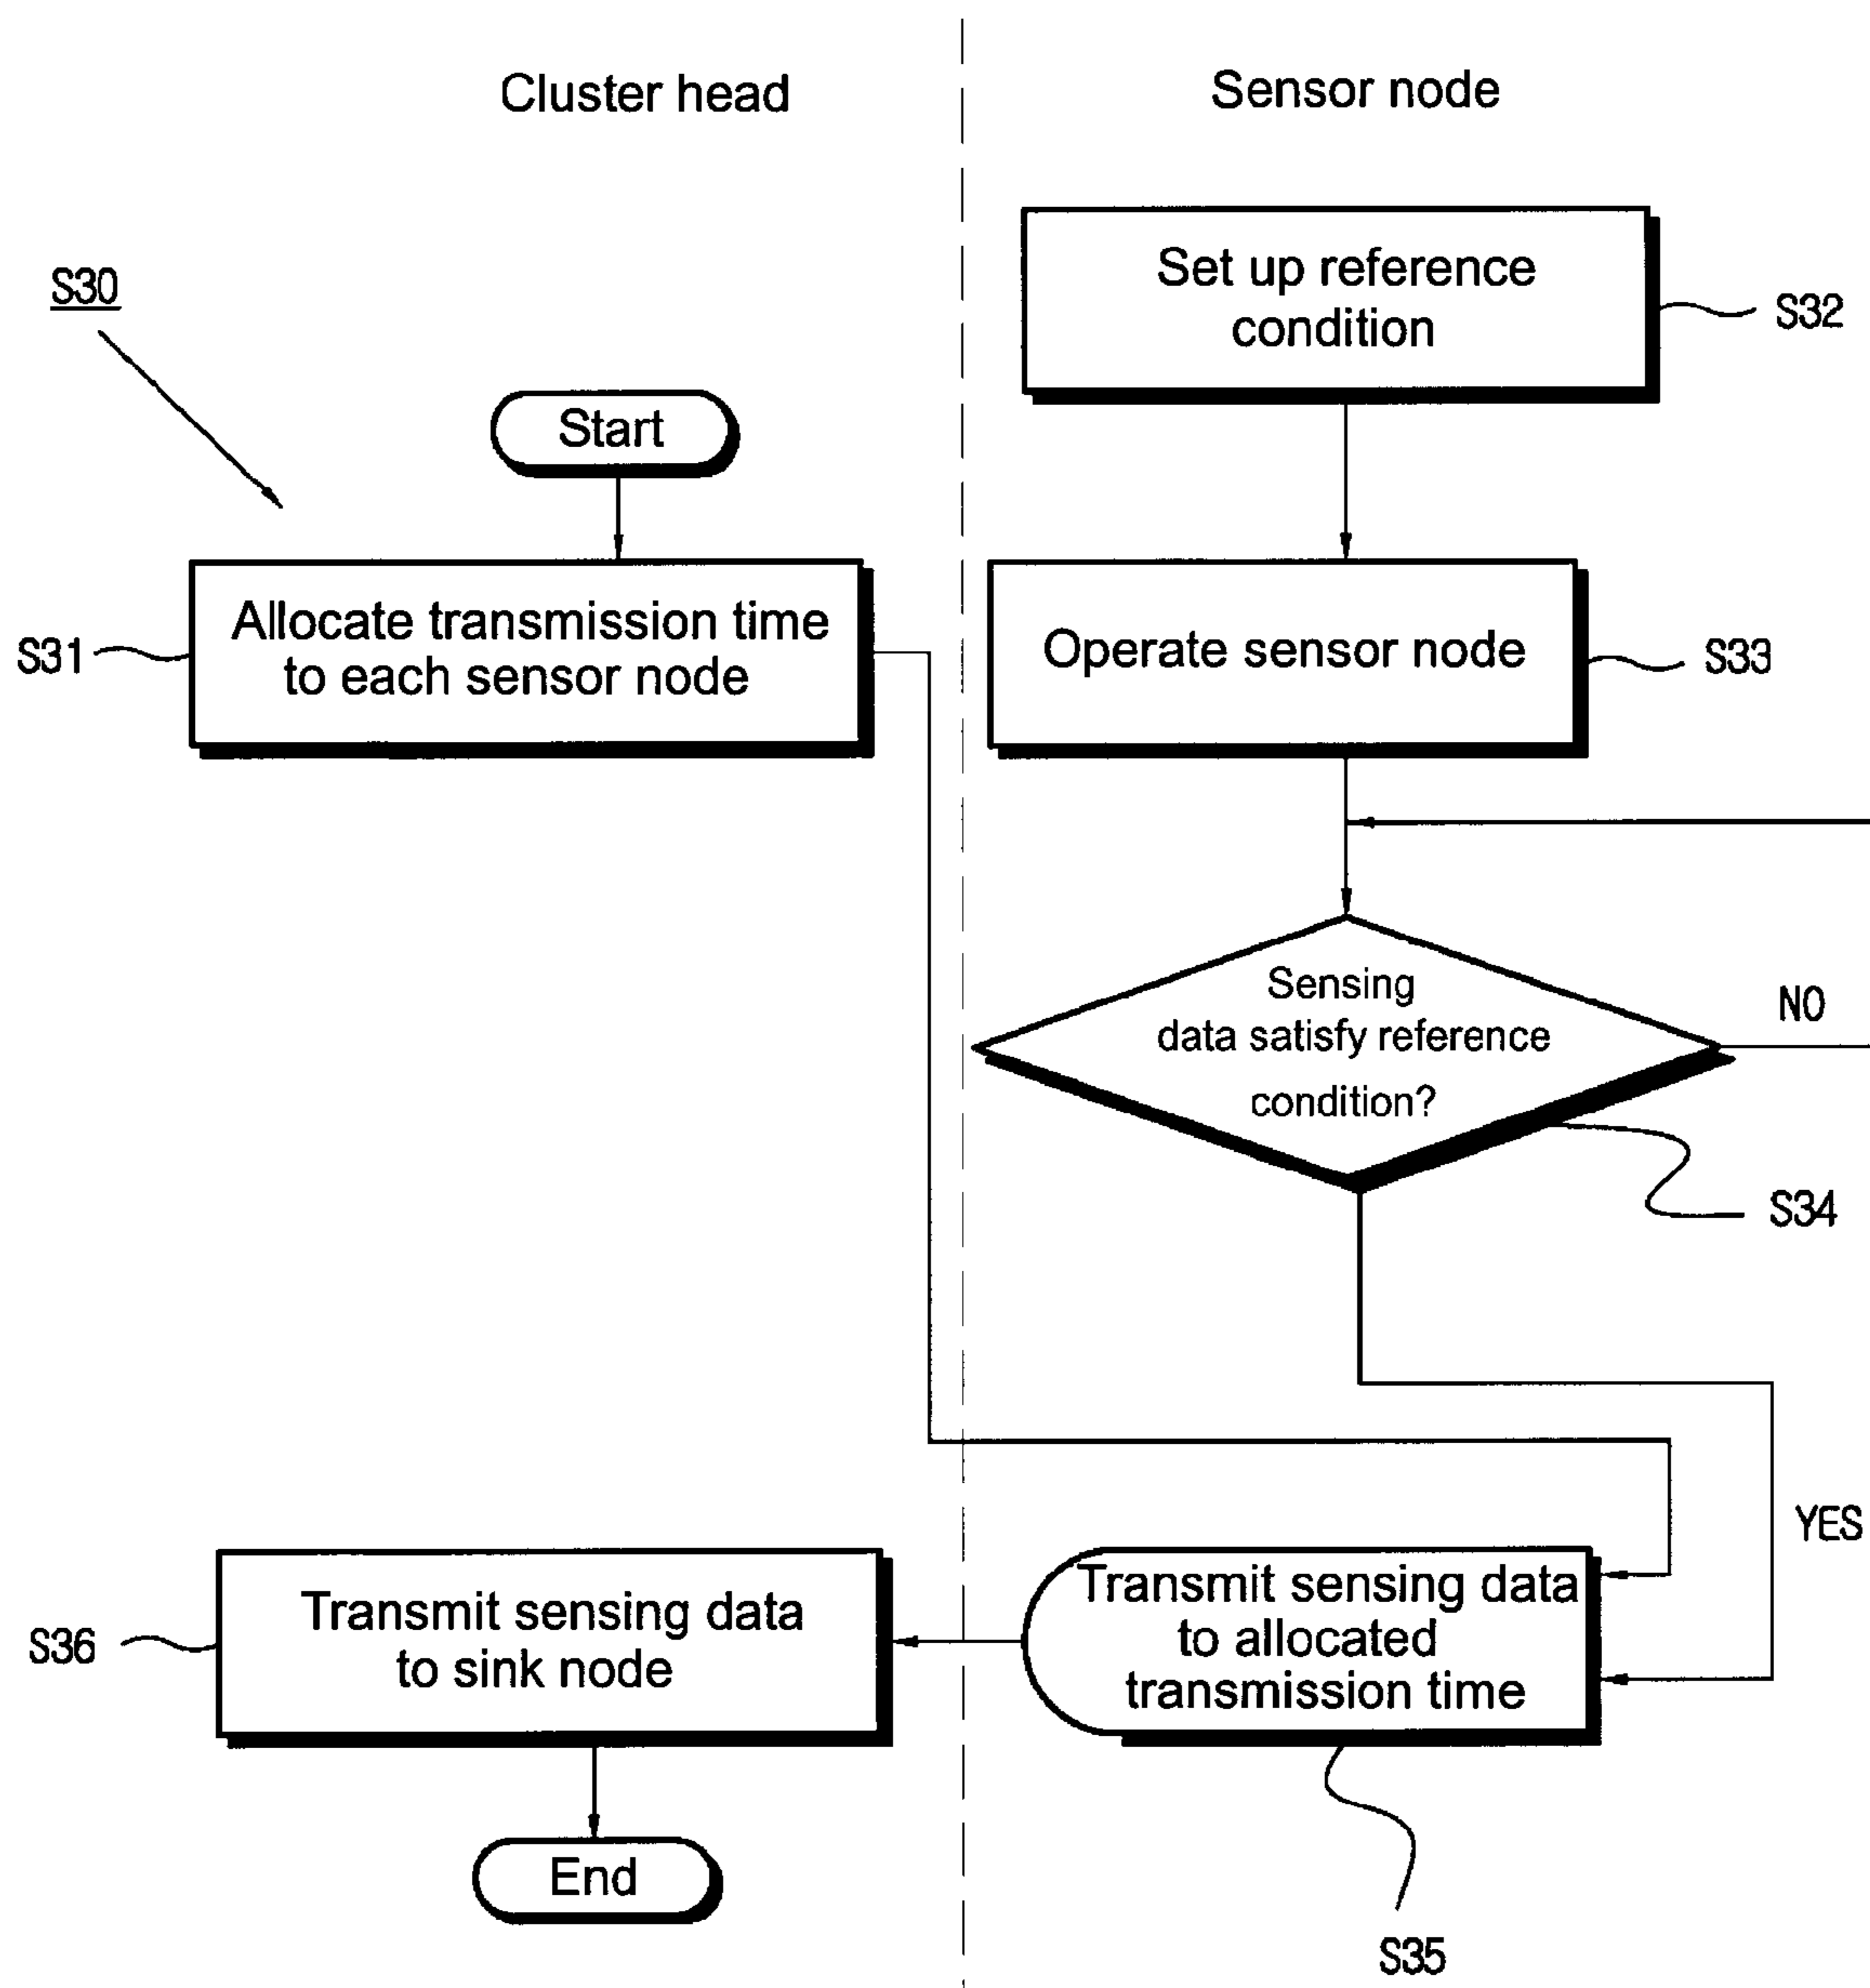 Cluster head
Sensor node
S30
Set up reference
condition
S32
Start
Allocate transmission time
to each sensor node
S31
Operate sensor node
S33
Sensing
data satisfy reference
condition?
NO
S34
YES
Transmit sensing data
to allocated
transmission time
S35
Transmit sensing data
to sink node
S36
End